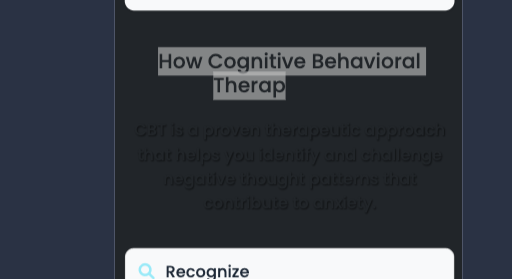 How Cognitive Behavioral
Therap
CBT is a proven therapeutic approach
that helps you identify and challenge
negative thought patterns that
contribute to anxiety.
Recognize